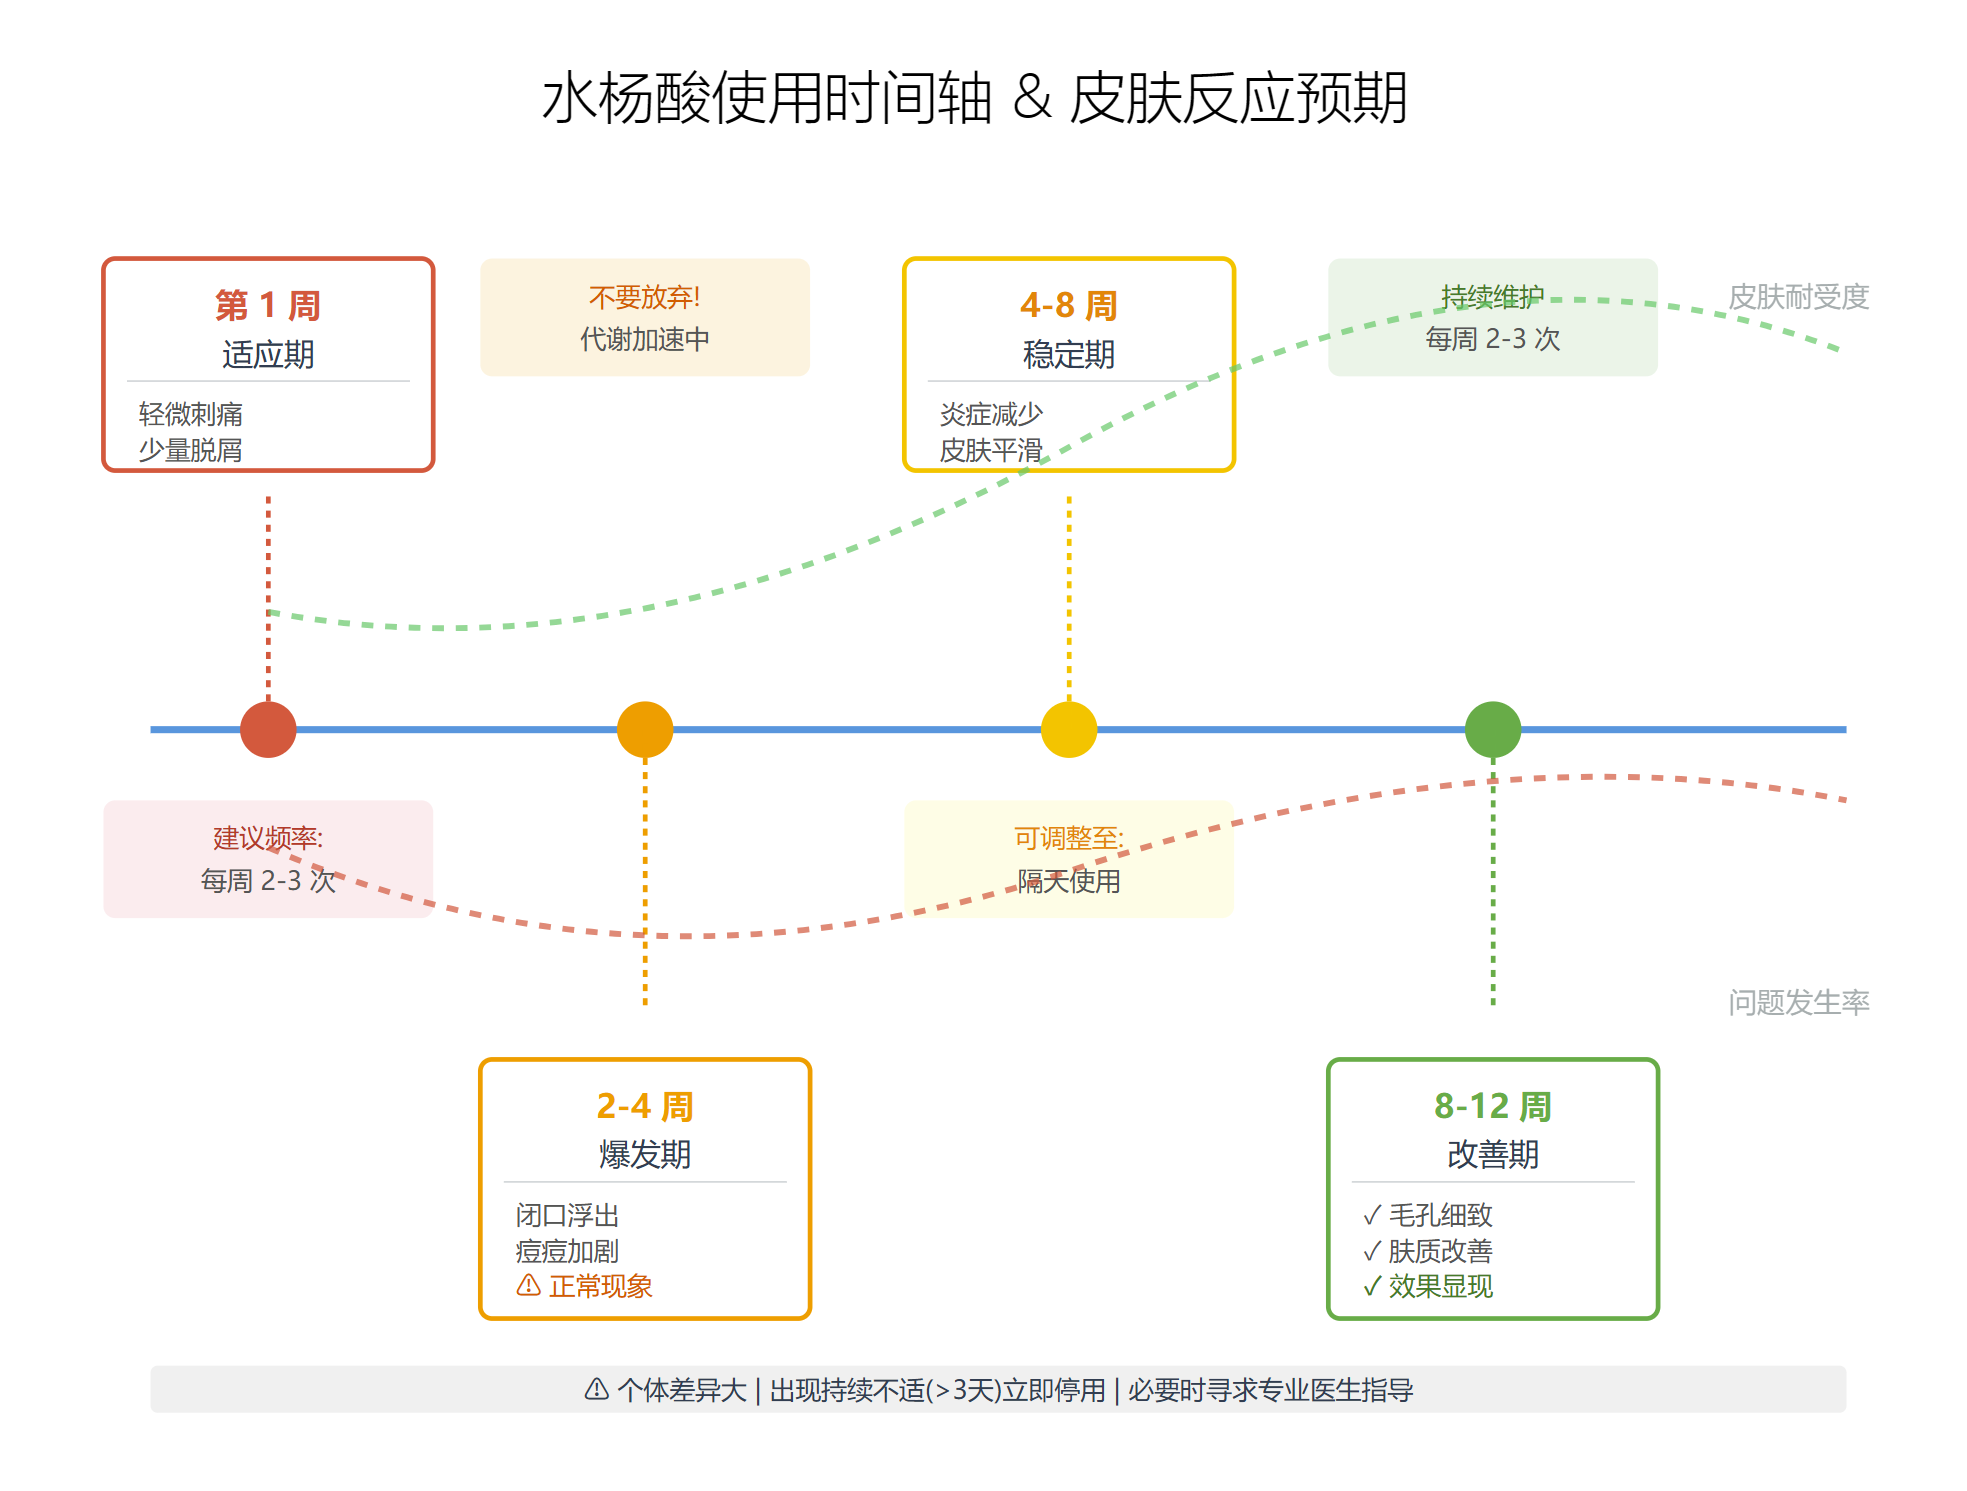 水杨酸使用时间轴 & 皮肤反应预期
第 1 周
适应期
轻微刺痛
少量脱屑
不要放弃!
代谢加速中
4-8 周
稳定期
炎症减少
皮肤平滑
持续维护
每周 2-3 次
皮肤耐受度
建议频率:
每周 2-3 次
可调整至:
隔天使用
问题发生率
2-4 周
爆发期
闭口浮出
痘痘加剧
⚠ 正常现象
8-12 周
改善期
✓ 毛孔细致
✓ 肤质改善
✓ 效果显现
⚠ 个体差异大 | 出现持续不适(>3天)立即停用 | 必要时寻求专业医生指导